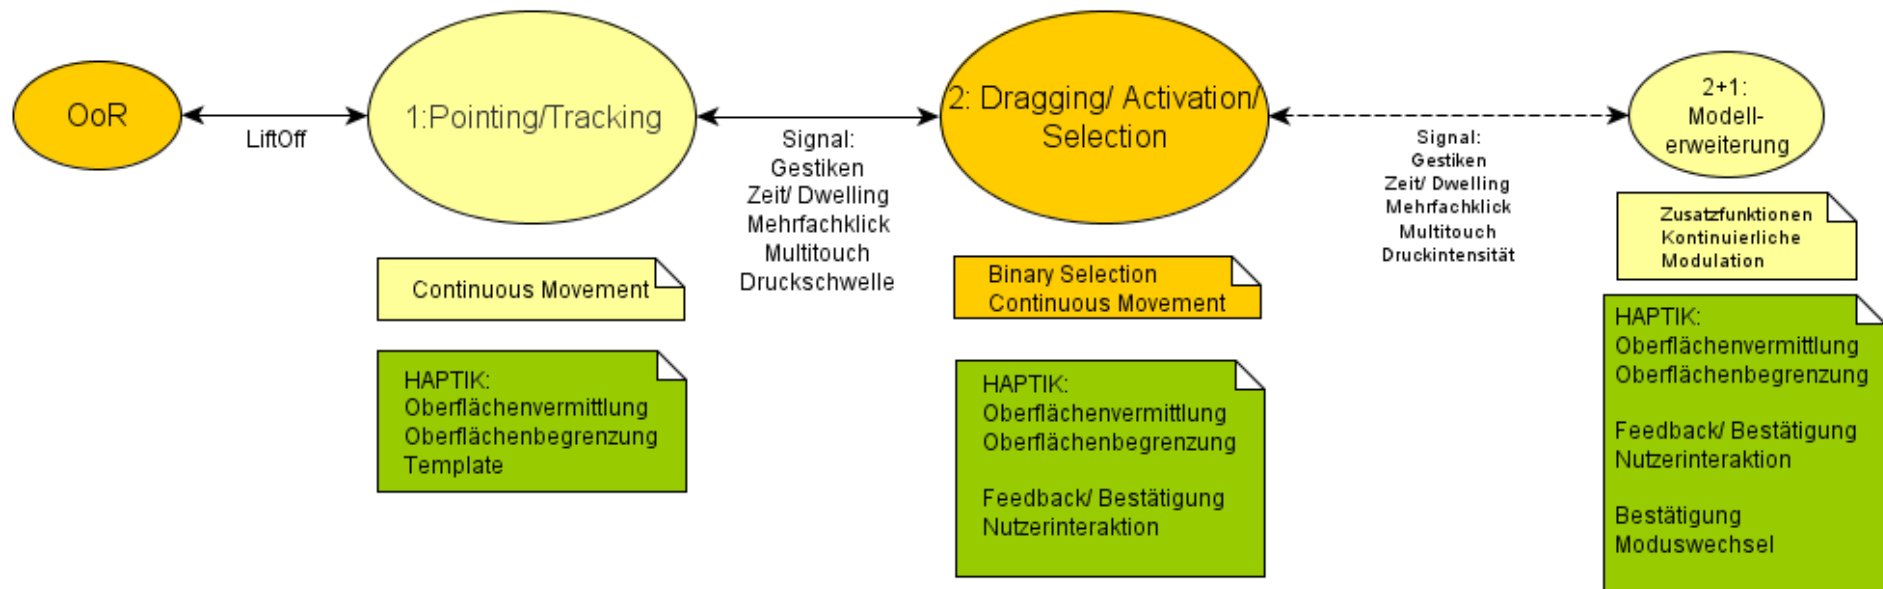 OoR
LiftOff
1:Pointing/Tracking
Signal:
Gestiken
Zeit/ Dwelling
Mehrfachklick
Multitouch
Druckschwelle
2: Dragging/ Activation/
Selection
Signal:
Gestiken
Zeit/ Dwelling
Mehrfachklick
Multitouch
Druckintensität
2+1:
Modell-
erweiterung
Continuous Movement
HAPTIK:
Oberflächenvermittlung
Oberflächenbegrenzung
Template
Binary Selection
Continuous Movement
HAPTIK:
Oberflächenvermittlung
Oberflächenbegrenzung
Feedback/ Bestätigung
Nutzerinteraktion
Zusatzfunktionen
Kontinuierliche
Modulation
HAPTIK:
Oberflächenvermittlung
Oberflächenbegrenzung
Feedback/ Bestätigung
Nutzerinteraktion
Bestätigung
Moduswechsel